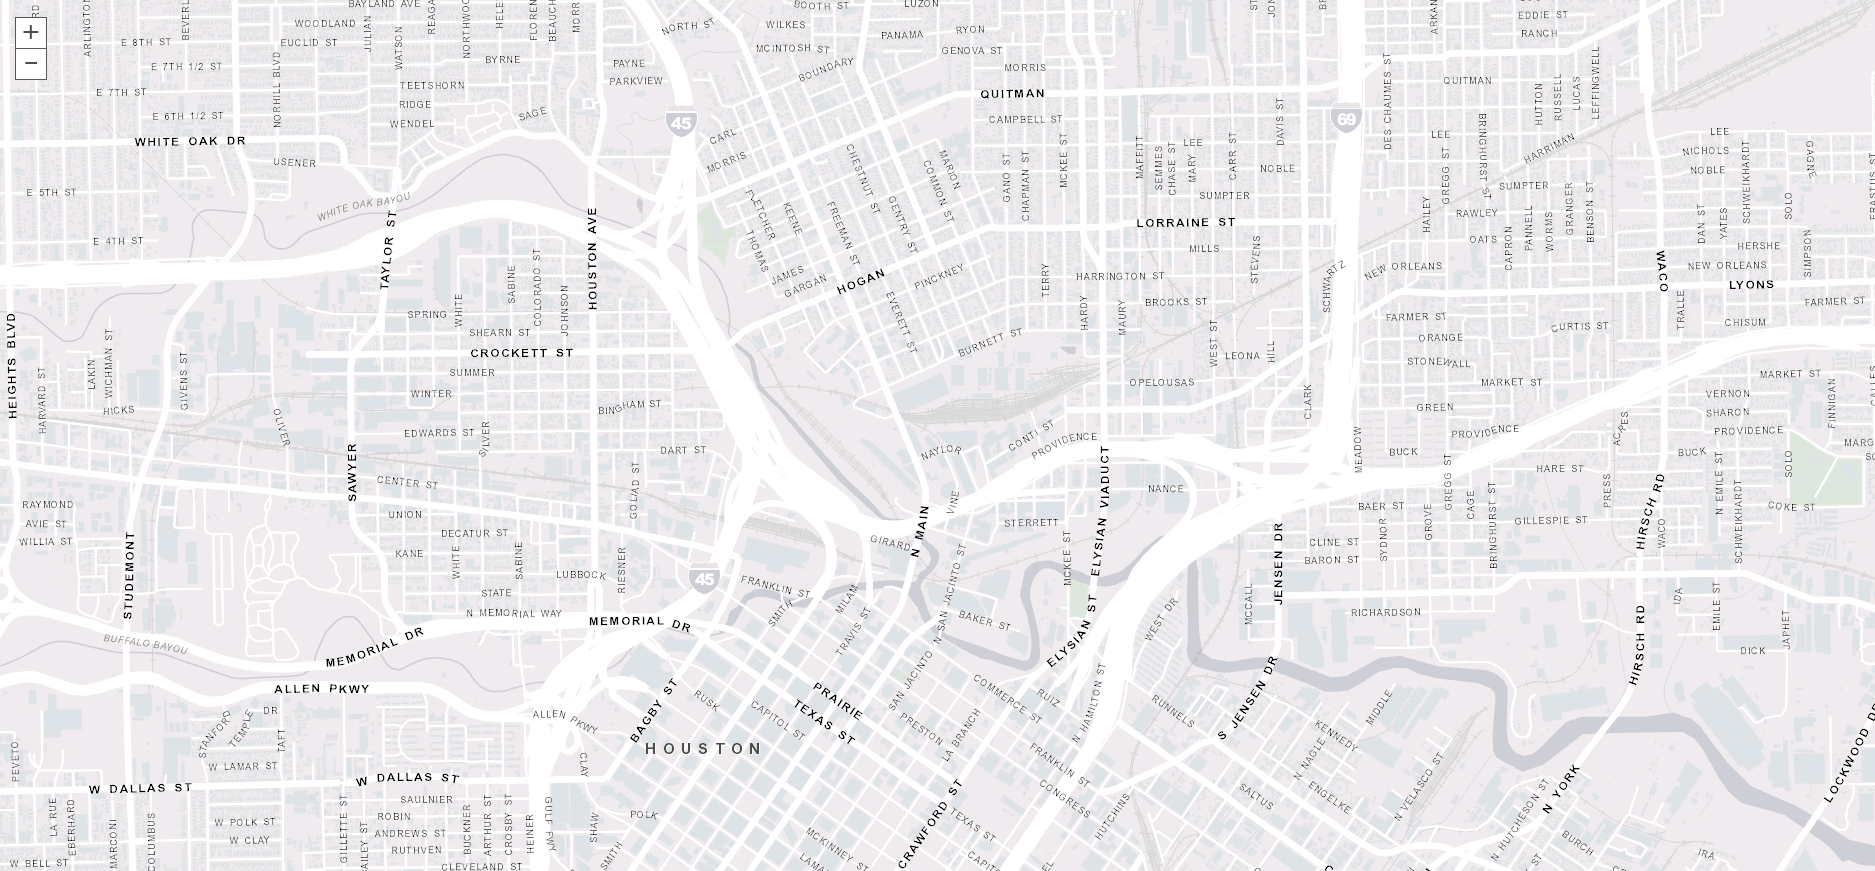 BAYLAND AVE
BOOTH ST
LUZON
WOODLAND
NORTH ST
WILKES
RYON
EDDIE ST
PANAMA
RANCH
E 8TH ST
EUCLID ST
MCINTOSH ST
GENOVA ST
JULIAN
WATSON
NORHILL BLVD
BYRNE
PAYNE
PARKVIEW
BOUNDARY
MORRIS
E 7TH 1/2 ST
E 7TH ST
TEETSHORN
RIDGE
QUITMAN
QUITMAN
DES CHAUMES ST
HUTTON
RUSSELL
LUCAS
LEFFINGWELL
E 6TH 1/2 ST
WENDEL
SAGE
45
CAMPBELL ST
69
DAVIS ST
WHITE OAK DR
USENER
CARL
MORRIS
CHESTNUT ST
MARION
COMMON ST
GANO ST
CHAPMAN ST
MCKEE ST
MAFFITT
SEMMES
CHASE ST
MARY
LEE
CARR ST
NOBLE
LEE
BRINGHURST ST
HARRIMAN
LEE
NICHOLS
NOBLE
GAGNE
E 5TH ST
WHITE OAK BAYOU
SUMPTER
GREGG ST
SUMPTER
SCHWEIKHARDT
SOLO
FLETCHER
THOMAS
KEENE
FREEMAN ST
GENTRY ST
LORRAINE ST
HAILEY
RAWLEY
OATS
CAPRON
PANNELL
WORMS
GRANGER
BENSON ST
DAN ST
YATES
HERSHE
SIMPSON
E 4TH ST
TAYLOR ST
HOUSTON AVE
MILLS
STEVENS
JAMES
GARGAN
HOGAN
PINCKNEY
TERRY
HARRINGTON ST
SCHWARTZ
NEW ORLEANS
WACO
NEW ORLEANS
LYONS
WHITE
SABINE
COLORADO ST
JOHNSON
EVERETT ST
HARDY
MAURY
BROOKS ST
TRALLE
FARMER ST
SPRING
SHEARN ST
BURNETT ST
WEST ST
FARMER ST
CURTIS ST
CHISUM
ORANGE
HEIGHTS BLVD
CROCKETT ST
LEONA
HILL
STONEWALL
HARVARD ST
LAKIN
WICHMAN ST
GIVENS ST
SUMMER
OPELOUSAS
CLARK
MARKET ST
MARKET ST
WINTER
VERNON
FINNIGAN
HICKS
BINGHAM ST
GREEN
SHARON
OLIVER
EDWARDS ST
SILVER
CONTI ST
PROVIDENCE
PROVIDENCE
PROVIDENCE
DART ST
NAYLOR
MEADOW
BUCK
BUCK
SOLO
SAWYER
CENTER ST
GOLIAD ST
VINE
ELYSIAN VIADUCT
NANCE
GREGG ST
CAGE
HARE ST
PRESS
HIRSCH RD
N EMILE ST
RAYMOND
UNION
BAER ST
COKE ST
AVIE ST
STERRETT
SYDNOR
GROVE
BRINGHURST ST
GILLESPIE ST
WACO
SCHWEIKHARDT
WILLIA ST
DECATUR ST
GIRARD
N MAIN
CLINE ST
KANE
WHITE
SABINE
RIESNER
BARON ST
STUDEMONT
LUBBOCK
45
FRANKLIN ST
MCKEE ST
JENSEN DR
STATE
N MEMORIAL WAY
SMITH
MILAM
TRAVIS ST
N SAN JACINTO ST
BAKER ST
ELYSIAN ST
WEST DR
MCCALL
RICHARDSON
IDA
EMILE ST
JAPHET
MEMORIAL DR
BUFFALO BAYOU
MEMORIAL DR
HIRSCH RD
DICK
ALLEN PKWY
SAN JACINTO
COMMERCE ST
RUIZ
N HAMILTON ST
S JENSEN DR
RUSK
PRAIRIE
TEXAS ST
CAPITOL ST
PRESTON
LA BRANCH
RUNNELS
MIDDLE
KENNEDY
STANFORD
TEMPLE
DR
TAFT
ALLEN PKWY
BAGBY ST
HOUSTON
FRANKLIN ST
N NAGLE
LOCKWOOD DR
PEVETO
W LAMAR ST
CLAY
W DALLAS ST
W DALLAS ST
CONGRESS
HUTCHINS
SALTUS
ENGELKE
N VELASCO ST
N YORK
LA RUE
EBERHARD
MARCONI
COLUMBUS
W POLK ST
W CLAY
GILLETTE ST
SAULNIER
ROBIN
ANDREWS ST
RUTHVEN
BUCKNER
ARTHUR ST
CROSBY ST
HEINER
GULF FWY
SHAW
POLK
SMITH
CRAWFORD ST
TEXAS ST
N HUTCHESON ST
BURCH
IRA
W BELL ST
CLEVELAND ST
MCKINNEY ST